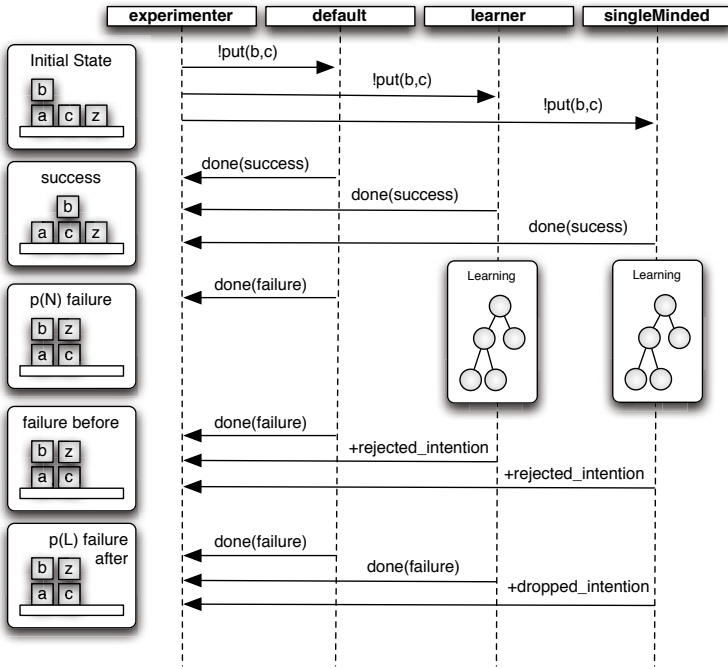 experimenter default learner singleMinded
Initial State
b
a c z
!put(b,c)
!put(b,c)
!put(b,c)
success
b
a c z
done(success)
done(success)
done(sucess)
p(N) failure
b z
a c
done(failure)
Learning
Learning
failure before
b z
a c
done(failure)
+rejected_intention
+rejected_intention
p(L) failure
after
b z
a c
done(failure)
done(failure)
+dropped_intention